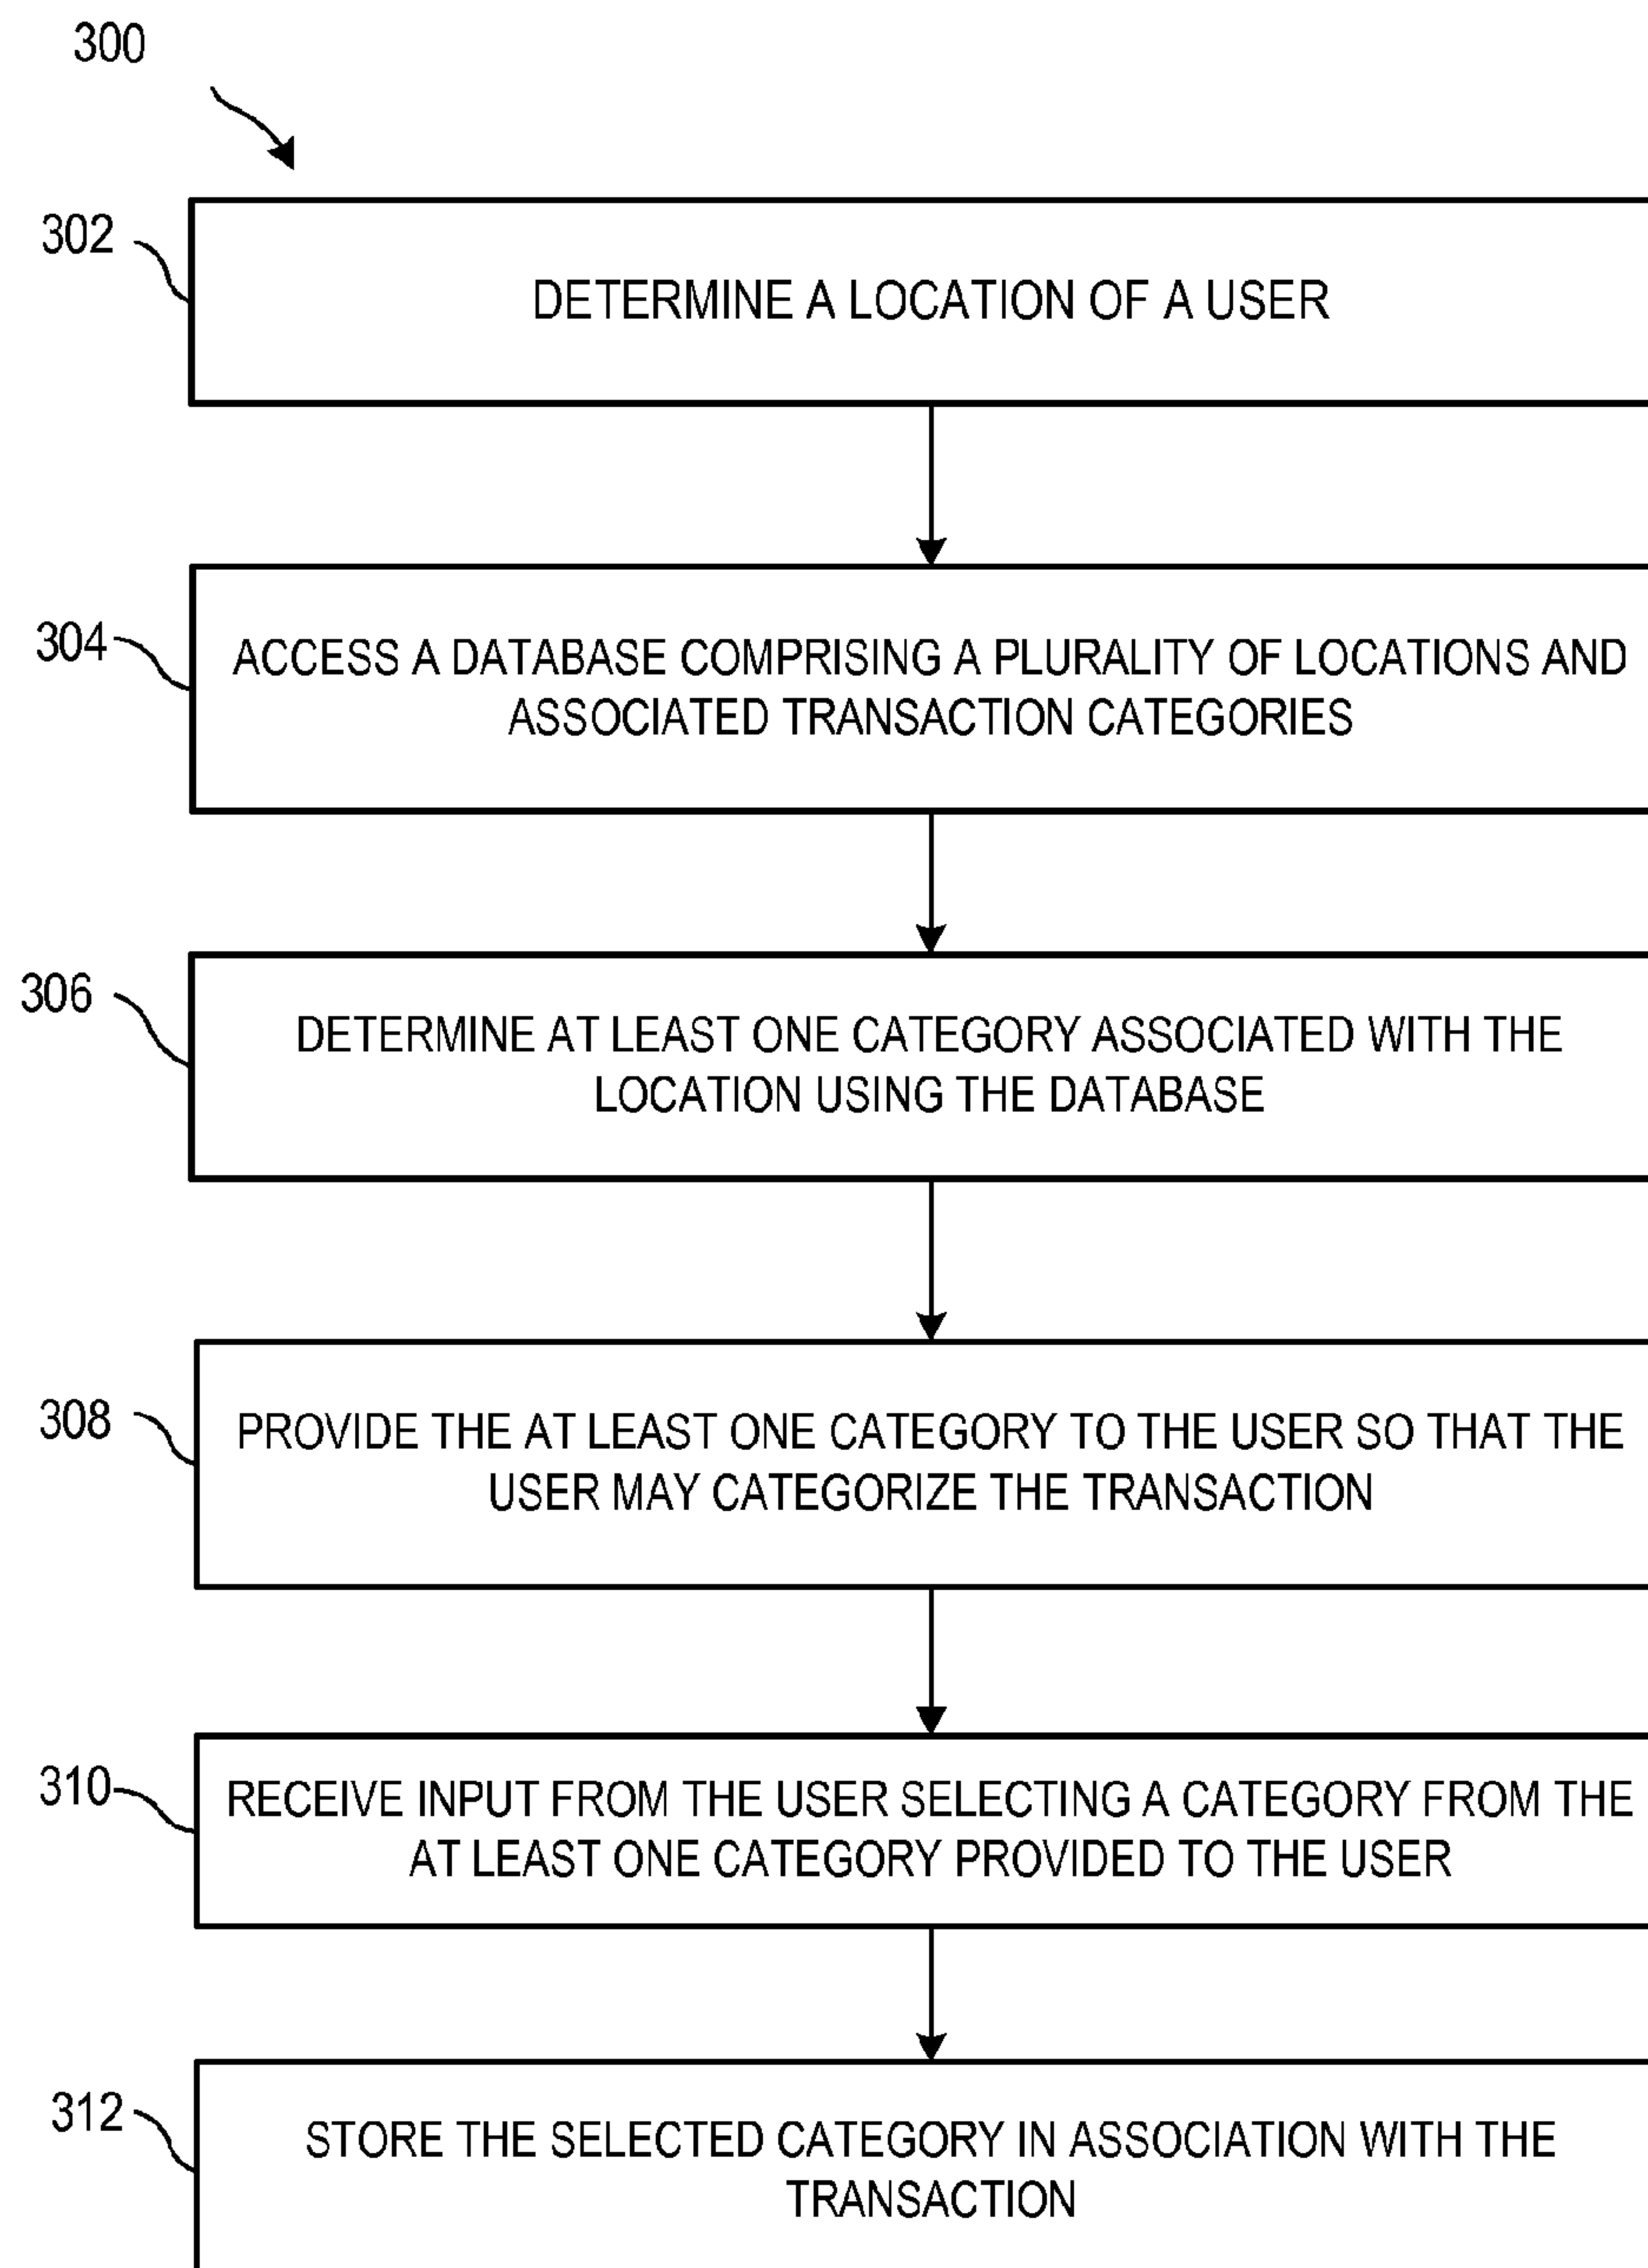 300
302
DETERMINE A LOCATION OF A USER
304
ACCESS A DATABASE COMPRISING A PLURALITY OF LOCATIONS AND
ASSOCIATED TRANSACTION CATEGORIES
306
DETERMINE AT LEAST ONE CATEGORY ASSOCIATED WITH THE
LOCATION USING THE DATABASE
308
PROVIDE THE AT LEAST ONE CATEGORY TO THE USER SO THAT THE
USER MAY CATEGORIZE THE TRANSACTION
310
RECEIVE INPUT FROM THE USER SELECTING A CATEGORY FROM THE
AT LEAST ONE CATEGORY PROVIDED TO THE USER
312
STORE THE SELECTED CATEGORY IN ASSOCIATION WITH THE
TRANSACTION